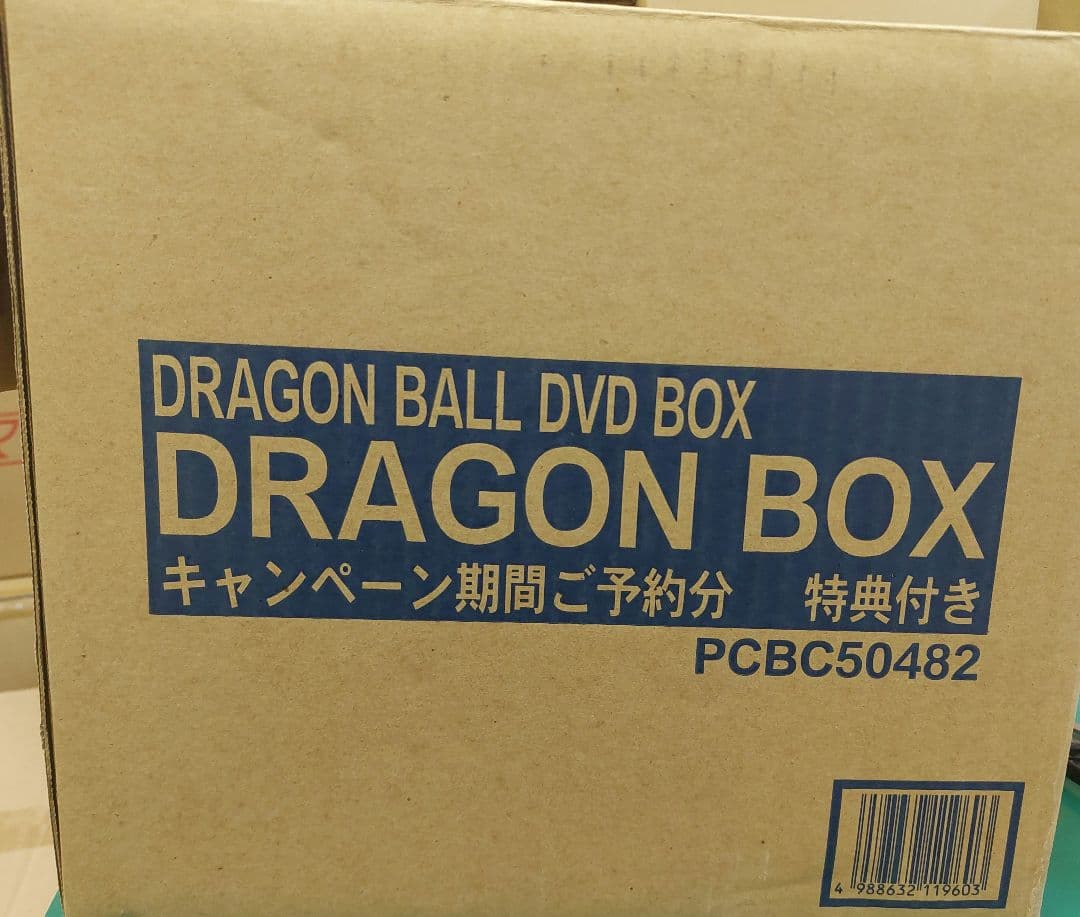 DRAGON BALL DVD BOX
DRAGON BOX
キャンペーン期間ご予約分 特典付き
PCBC50482
4 988632 119603